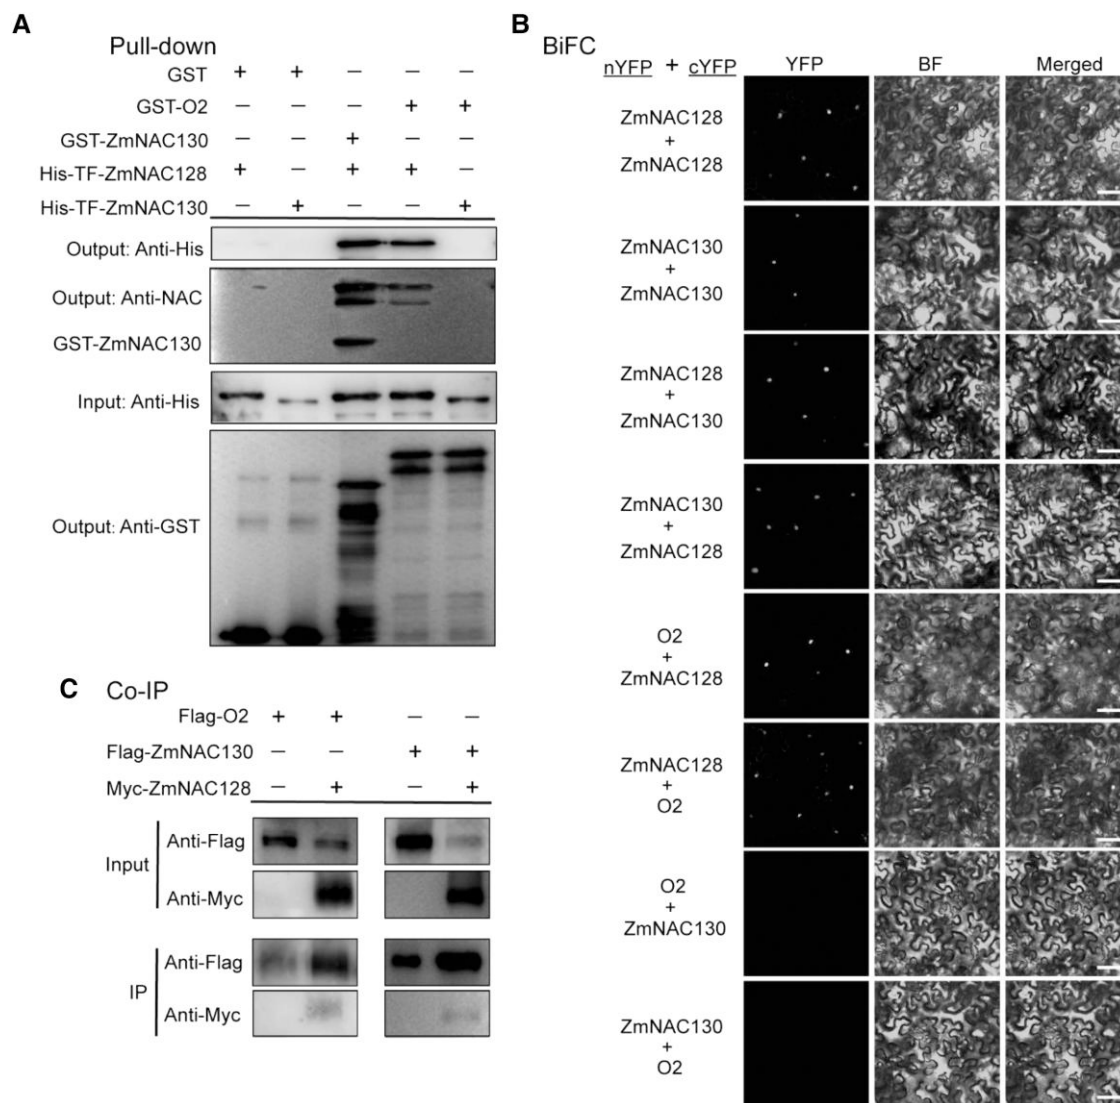 A
Pull-down
GST + + − − −
GST-O2 − − − + +
GST-ZmNAC130 − − + − −
His-TF-ZmNAC128 + − + + −
His-TF-ZmNAC130 − + − − +
Output: Anti-His
Output: Anti-NAC
GST-ZmNAC130
Input: Anti-His
Output: Anti-GST
B
BiFC
nYFP + cYFP YFP BF Merged
ZmNAC128
+
ZmNAC128
ZmNAC130
+
ZmNAC130
ZmNAC128
+
ZmNAC130
ZmNAC130
+
ZmNAC128
O2
+
ZmNAC128
ZmNAC128
+
O2
O2
+
ZmNAC130
ZmNAC130
+
O2
C
Co-IP
Flag-O2 + + − −
Flag-ZmNAC130 − − + +
Myc-ZmNAC128 − + − +
Input
Anti-Flag
Anti-Myc
IP
Anti-Flag
Anti-Myc